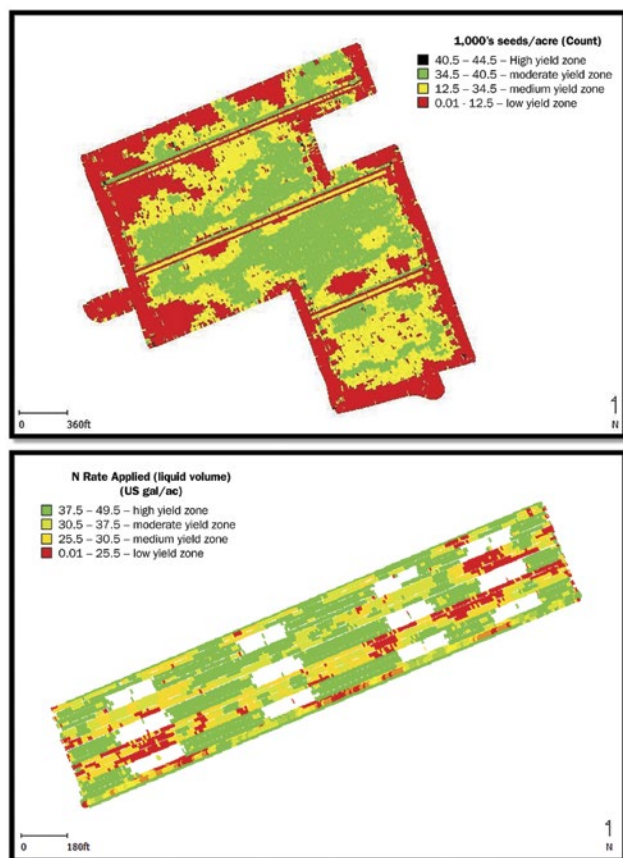 1,000's seeds/acre (Count)
40.5 – 44.5 – High yield zone
34.5 – 40.5 – moderate yield zone
12.5 – 34.5 – medium yield zone
0.01 - 12.5 – low yield zone
0
360ft
N
N Rate Applied (liquid volume)
(US gal/ac)
37.5 – 49.5 – high yield zone
30.5 – 37.5 – moderate yield zone
25.5 – 30.5 – medium yield zone
0.01 – 25.5 – low yield zone
0
180ft
N